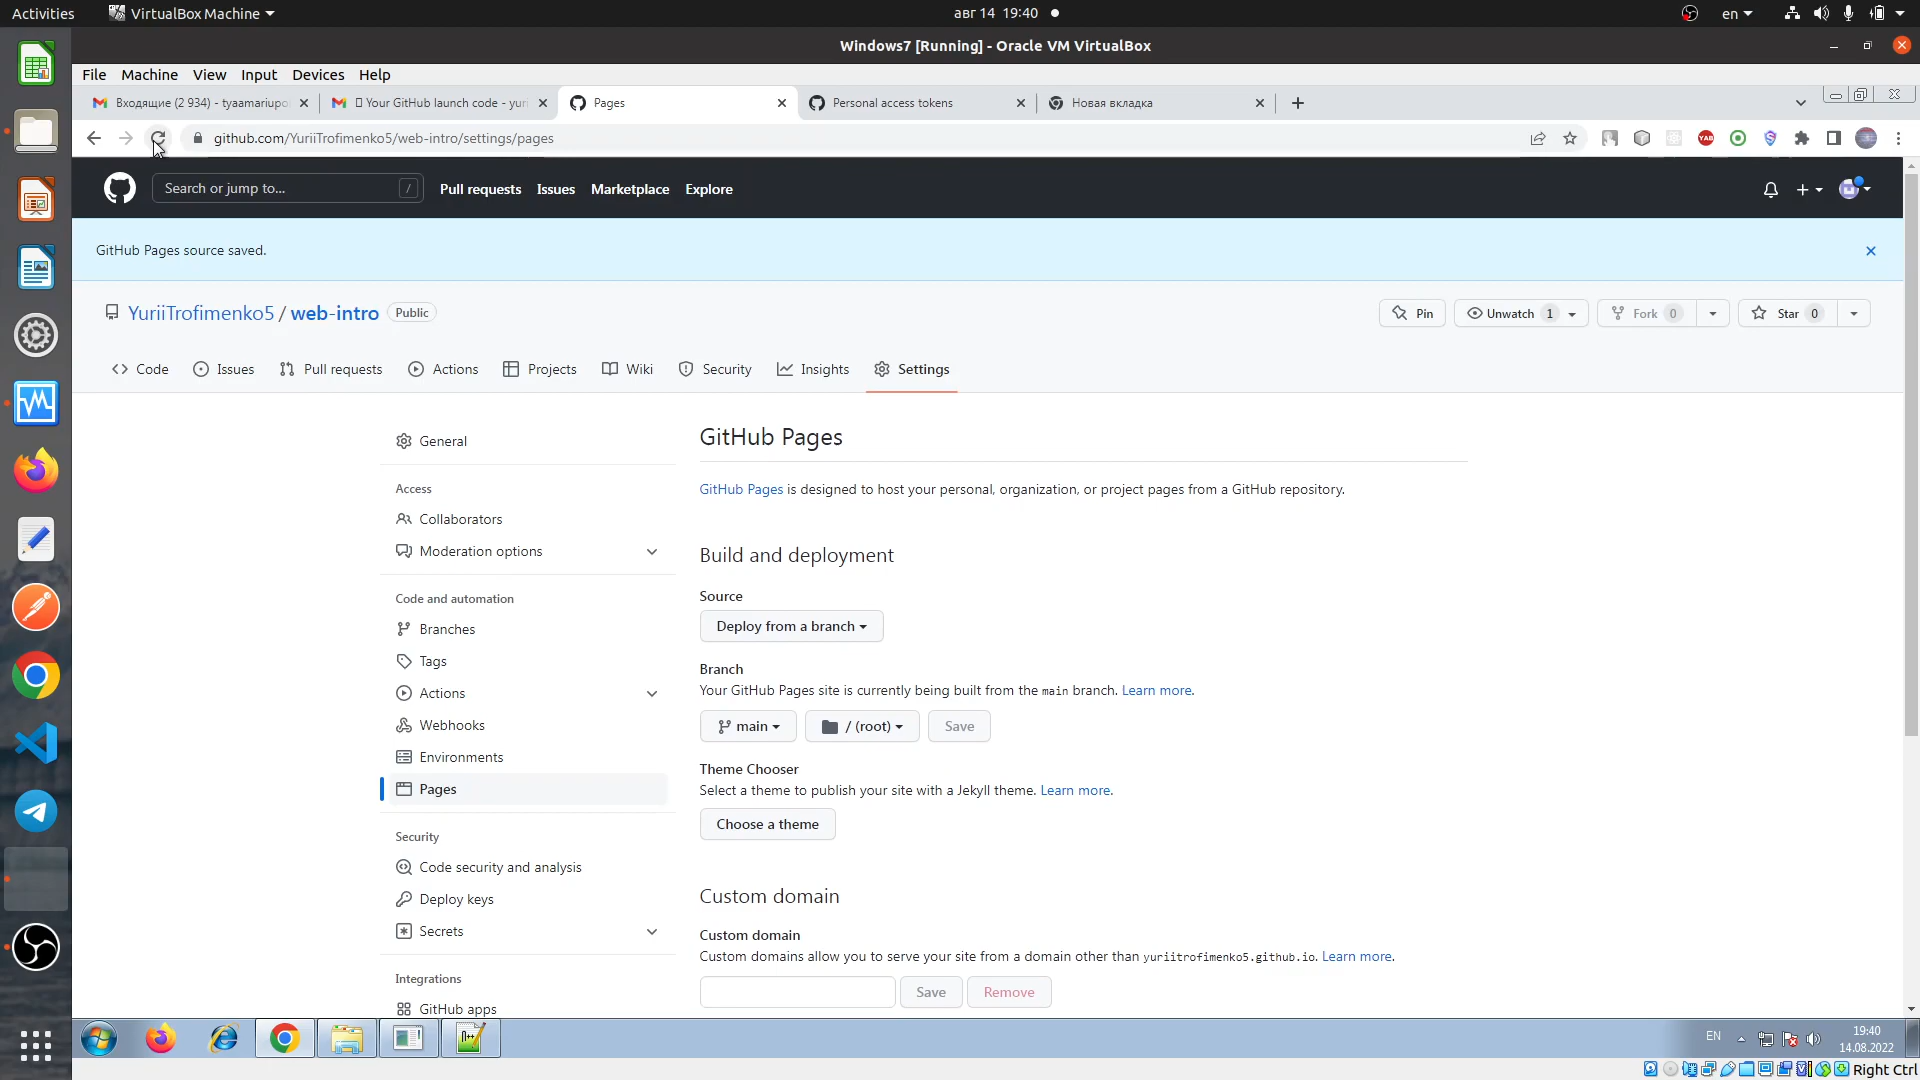 Activities
VirtualBox Machine
авг 14 19:40
en
Windows7 [Running] - Oracle VM VirtualBox
File Machine View Input Devices Help
Входящие (2 934) - tyaamariupo
Your GitHub launch code - yuri
Pages
Personal access tokens
Новая вкладка
github.com/YuriiTrofimenko5/web-intro/settings/pages
Search or jump to...
/
Pull requests
Issues
Marketplace
Explore
GitHub Pages source saved.
YuriiTrofimenko5 / web-intro
Public
Pin
Unwatch 1
Fork 0
Star 0
Code
Issues
Pull requests
Actions
Projects
Wiki
Security
Insights
Settings
General
Access
Collaborators
Moderation options
Code and automation
Branches
Tags
Actions
Webhooks
Environments
Pages
Security
Code security and analysis
Deploy keys
Secrets
Integrations
GitHub apps
GitHub Pages
GitHub Pages is designed to host your personal, organization, or project pages from a GitHub repository.
Build and deployment
Source
Deploy from a branch
Branch
Your GitHub Pages site is currently being built from the main branch. Learn more.
main
/ (root)
Save
Theme Chooser
Select a theme to publish your site with a Jekyll theme. Learn more.
Choose a theme
Custom domain
Custom domain
Custom domains allow you to serve your site from a domain other than yuriitrofimenko5.github.io. Learn more.
Save
Remove
EN
19:40
14.08.2022
Right Ctrl